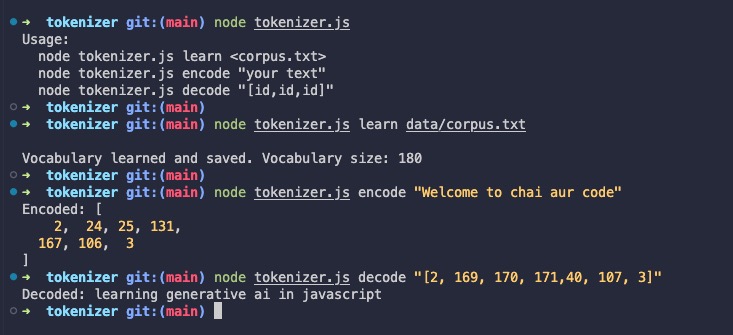 → tokenizer git:(main) node tokenizer.js
Usage:
  node tokenizer.js learn <corpus.txt>
  node tokenizer.js encode "your text"
  node tokenizer.js decode "[id,id,id]"
→ tokenizer git:(main)
→ tokenizer git:(main) node tokenizer.js learn data/corpus.txt

Vocabulary learned and saved. Vocabulary size: 180
→ tokenizer git:(main)
→ tokenizer git:(main) node tokenizer.js encode "Welcome to chai aur code"
Encoded: [
    2,  24, 25, 131,
  167, 106,  3
]
→ tokenizer git:(main) node tokenizer.js decode "[2, 169, 170, 171,40, 107, 3]"
Decoded: learning generative ai in javascript
→ tokenizer git:(main)